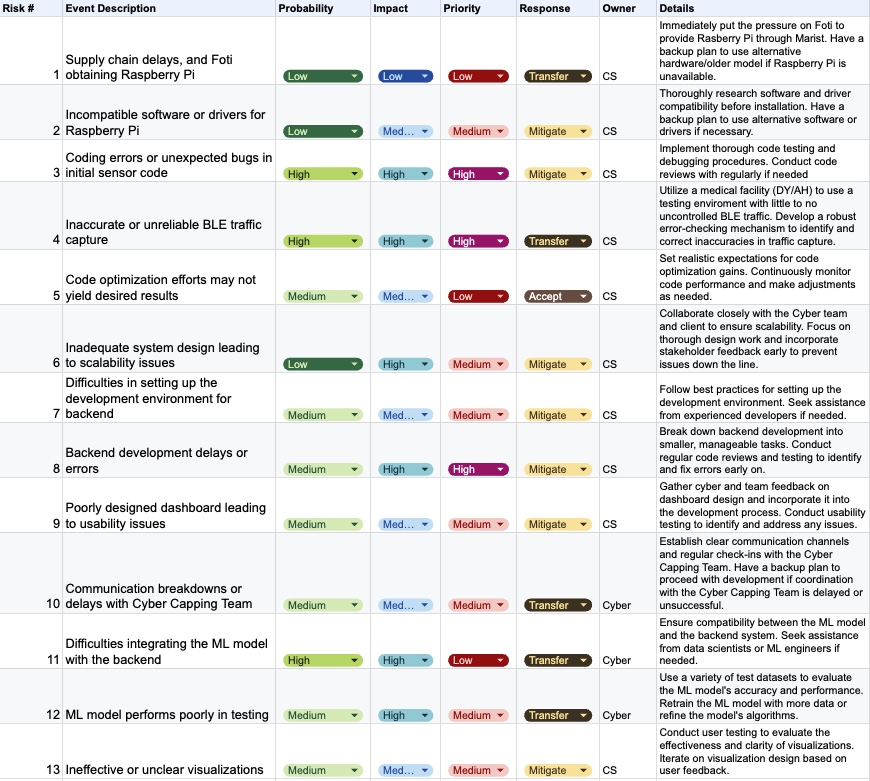 Risk # Event Description Probability Impact Priority Response Owner Details
1 Supply chain delays, and Foti
obtaining Raspberry Pi
Low Low Low Transfer CS
Immediately put the pressure on Foti to
provide Rasberry Pi through Marist. Have a
backup plan to use alternative
hardware/older model if Raspberry Pi is
unavailable.
2 Incompatible software or drivers for
Raspberry Pi
Low Med... Medium Mitigate CS
Thoroughly research software and driver
compatibility before installation. Have a
backup plan to use alternative software or
drivers if necessary.
3 Coding errors or unexpected bugs in
initial sensor code
High High High Mitigate CS
Implement thorough code testing and
debugging procedures. Conduct code
reviews with regularly if needed
4 Inaccurate or unreliable BLE traffic
capture
High High High Transfer CS
Utilize a medical facility (DY/AH) to use a
testing enviroment with little to no
uncontrolled BLE traffic. Develop a robust
error-checking mechanism to identify and
correct inaccuracies in traffic capture.
5 Code optimization efforts may not
yield desired results
Medium Med... Low Accept CS
Set realistic expectations for code
optimization gains. Continuously monitor
code performance and make adjustments
as needed.
6 Inadequate system design leading
to scalability issues
Low High Medium Mitigate CS
Collaborate closely with the Cyber team
and client to ensure scalability. Focus on
thorough design work and incorporate
stakeholder feedback early to prevent
issues down the line.
7 Difficulties in setting up the
development environment for
backend
Medium Med... Medium Mitigate CS
Follow best practices for setting up the
development environment. Seek assistance
from experienced developers if needed.
8 Backend development delays or
errors
Medium High High Mitigate CS
Break down backend development into
smaller, manageable tasks. Conduct
regular code reviews and testing to identify
and fix errors early on.
9 Poorly designed dashboard leading
to usability issues
Medium Med... Medium Mitigate CS
Gather cyber and team feedback on
dashboard design and incorporate it into
the development process. Conduct usability
testing to identify and address any issues.
10 Communication breakdowns or
delays with Cyber Capping Team
Medium Med... Medium Transfer Cyber
Establish clear communication channels
and regular check-ins with the Cyber
Capping Team. Have a backup plan to
proceed with development if coordination
with the Cyber Capping Team is delayed or
unsuccessful.
11 Difficulties integrating the ML model
with the backend
High High Low Transfer Cyber
Ensure compatibility between the ML model
and the backend system. Seek assistance
from data scientists or ML engineers if
needed.
12 ML model performs poorly in testing
Medium High Medium Transfer Cyber
Use a variety of test datasets to evaluate
the ML model's accuracy and performance.
Retrain the ML model with more data or
refine the model's algorithms.
13 Ineffective or unclear visualizations
Medium Med... Medium Mitigate CS
Conduct user testing to evaluate the
effectiveness and clarity of visualizations.
Iterate on visualization design based on
user feedback.